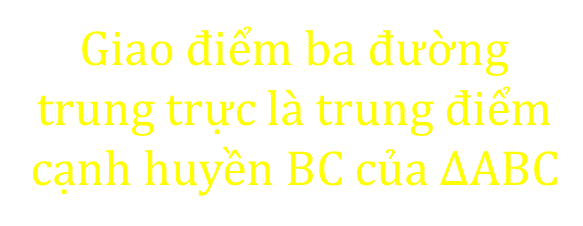 Giao điểm ba đường
trung trực là trung điểm
cạnh huyền BC của ΔABC